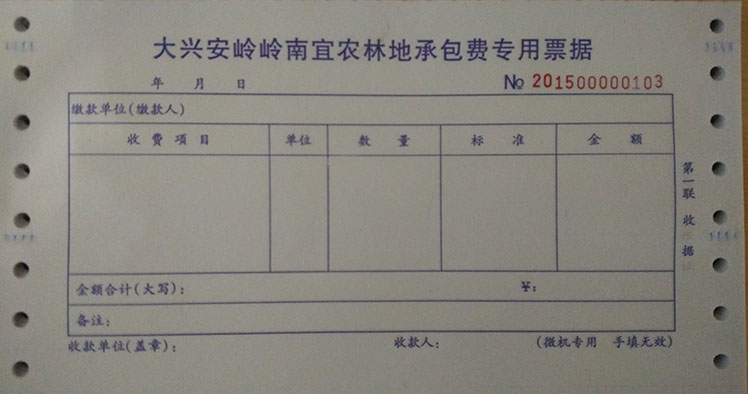 大兴安岭岭南宜农林地承包费专用票据
年 月 日 № 201500000103
缴款单位(缴款人)
收费项目 单位 数量 标准 金额
金额合计(大写): ¥:
备注:
收款单位(盖章): 收款人: (微机专用 手填无效)
第一联 收据